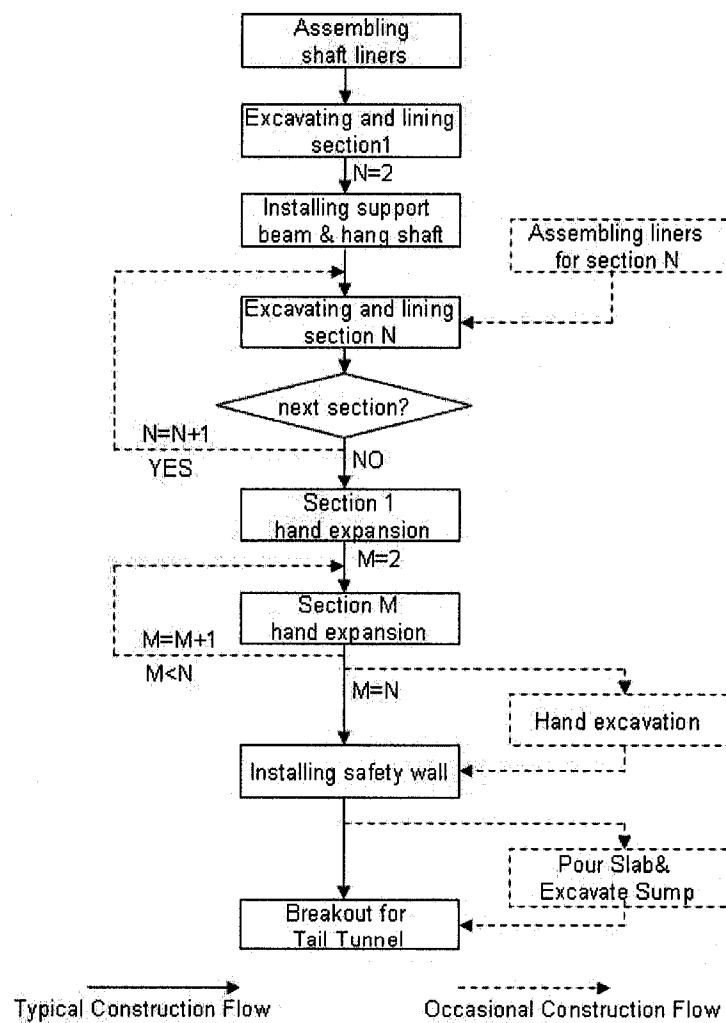 Assembling
shaft liners
Excavating and lining
section1
N=2
Installing support
beam & hang shaft
Assembling liners
for section N
Excavating and lining
section N
next section?
N=N+1
YES
NO
Section 1
hand expansion
M=2
Section M
hand expansion
M=M+1
M<N
M=N
Hand excavation
Installing safety wall
Pour Slab&
Excavate Sump
Breakout for
Tail Tunnel
Typical Construction Flow
Occasional Construction Flow